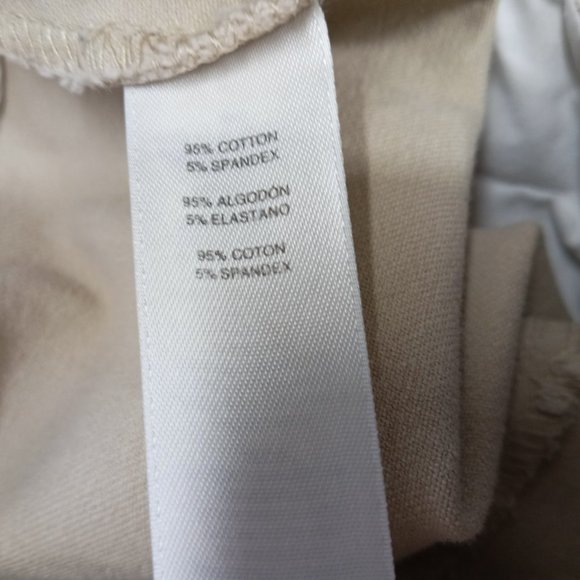 95% COTTON
5% SPANDEX
95% ALGODÓN
5% ELASTANO
95% COTON
5% SPANDEX